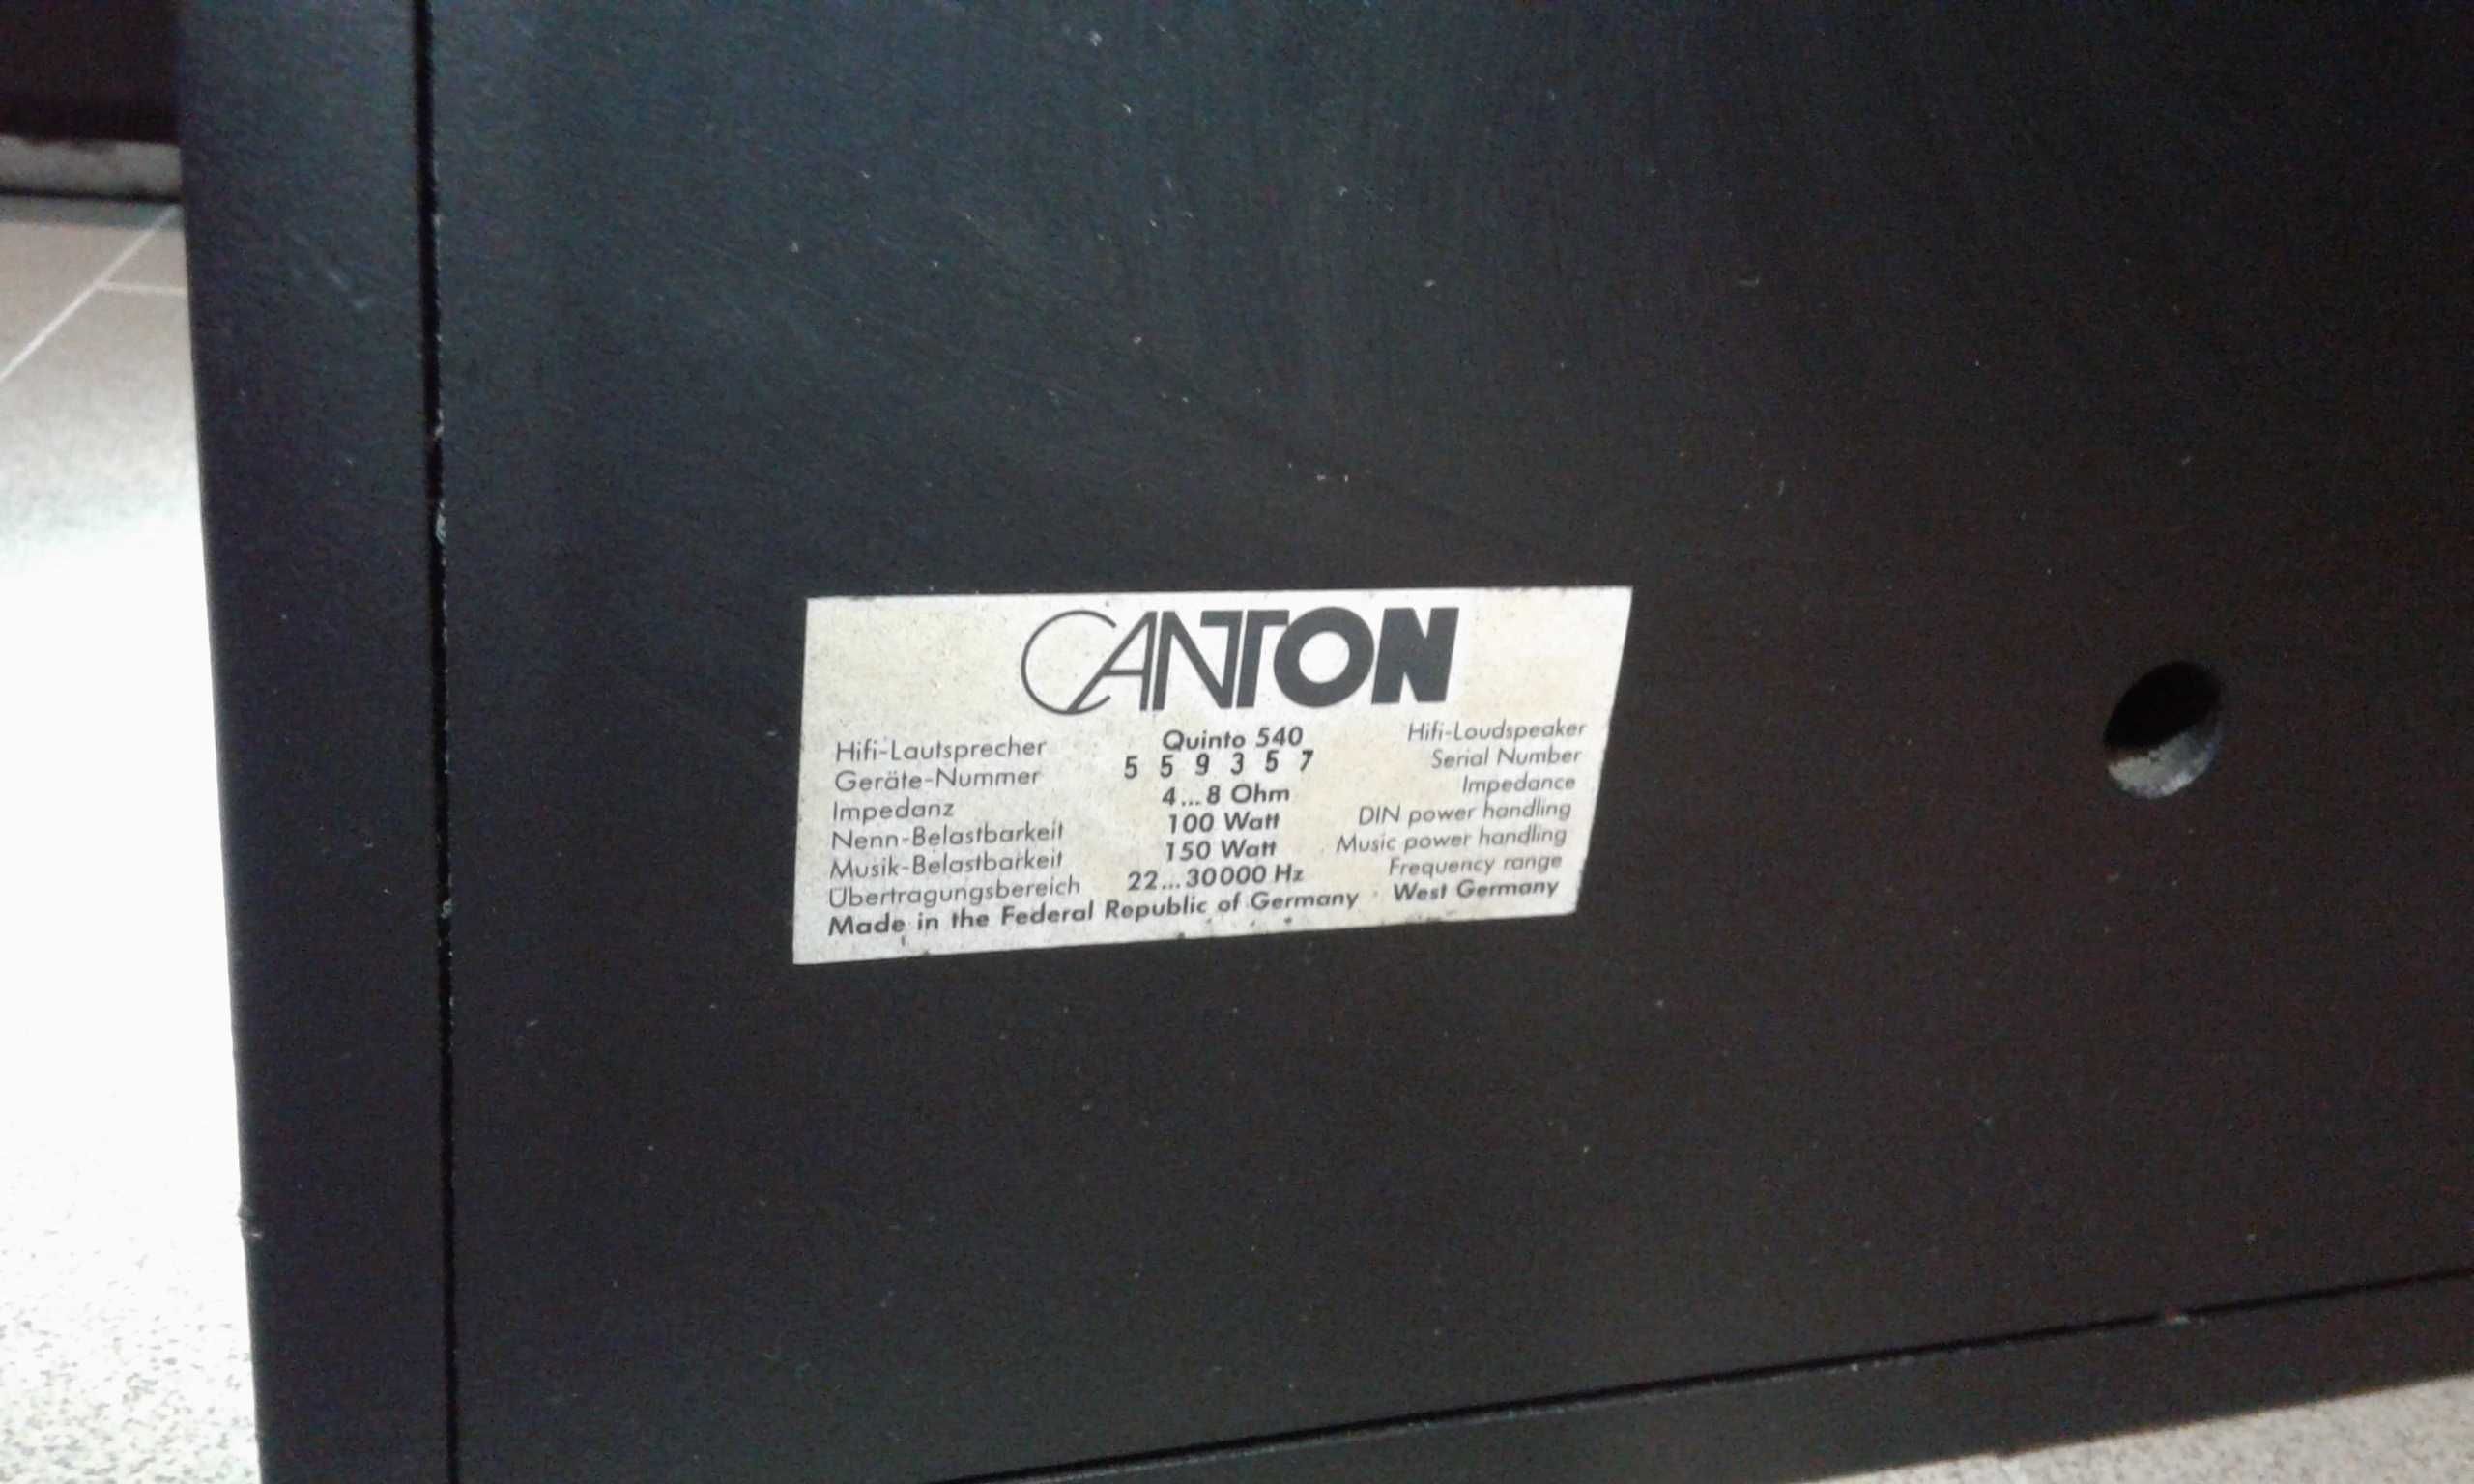 CANTON
Hifi-Lautsprecher Quinto 540 Hifi-Loudspeaker
Geräte-Nummer 5 5 9 3 5 7 Serial Number
Impedanz 4...8 Ohm Impedance
Nenn-Belastbarkeit 100 Watt DIN power handling
Musik-Belastbarkeit 150 Watt Music power handling
Übertragungsbereich 22...30000 Hz Frequency range
Made in the Federal Republic of Germany · West Germany